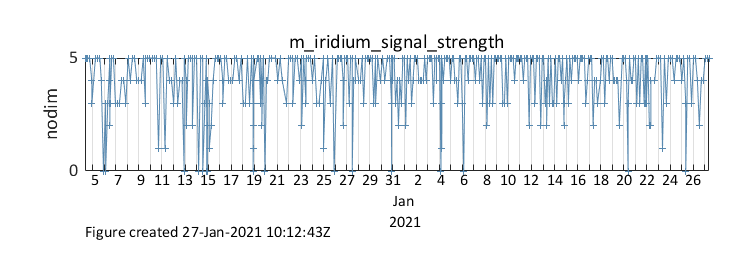 m_iridium_signal_strength
nodim
5
0
5 7 9 11 13 15 17 19 21 23 25 27 29 31 2 4 6 8 10 12 14 16 18 20 22 24 26
Jan
2021
Figure created 27-Jan-2021 10:12:43Z